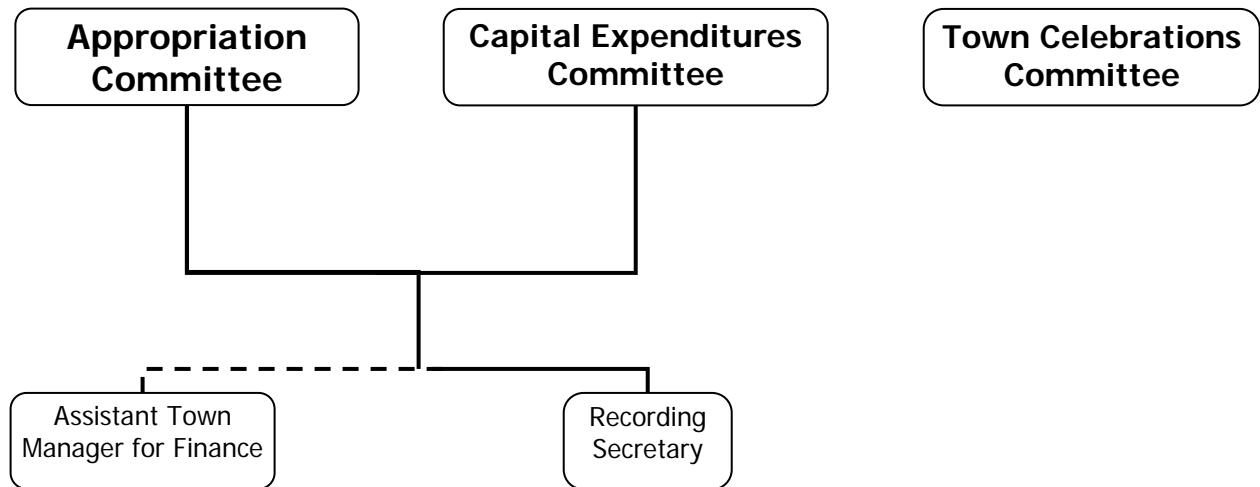 Appropriation
Committee
Capital Expenditures
Committee
Town Celebrations
Committee
Assistant Town
Manager for Finance
Recording
Secretary